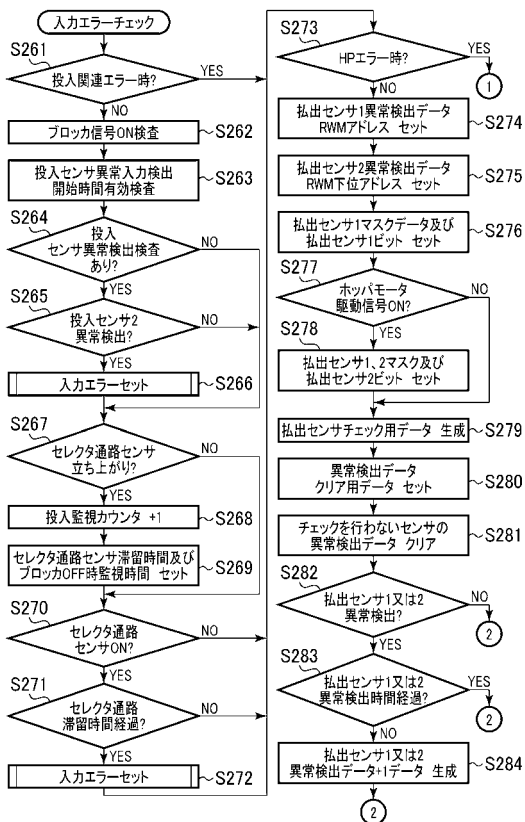 入力エラーチェック
S261
投入関連エラー時?
YES
NO
ブロッカ信号ON検査
S262
投入センサ異常入力検出
開始時間有効検査
S263
S264
投入
センサ異常検出検査
あり?
NO
YES
S265
投入センサ2
異常検出?
NO
YES
入力エラーセット
S266
S267
セレクタ通路センサ
立ち上がり?
NO
YES
投入監視カウンタ +1
S268
セレクタ通路センサ滞留時間及び
ブロッカOFF時監視時間 セット
S269
S270
セレクタ通路
センサON?
NO
YES
S271
セレクタ通路
滞留時間経過?
NO
YES
入力エラーセット
S272
S273
HPエラー時?
YES
1
NO
払出センサ1異常検出データ
RWMアドレス セット
S274
払出センサ2異常検出データ
RWM下位アドレス セット
S275
払出センサ1マスクデータ及び
払出センサ1ビット セット
S276
S277
ホッパモータ
駆動信号ON?
NO
YES
S278
払出センサ1、2マスク及び
払出センサ2ビット セット
払出センサチェック用データ 生成
S279
異常検出データ
クリア用データ セット
S280
チェックを行わないセンサの
異常検出データ クリア
S281
S282
払出センサ1又は2
異常検出?
NO
2
YES
S283
払出センサ1又は2
異常検出時間経過?
YES
2
NO
払出センサ1又は2
異常検出データ+1データ 生成
S284
2